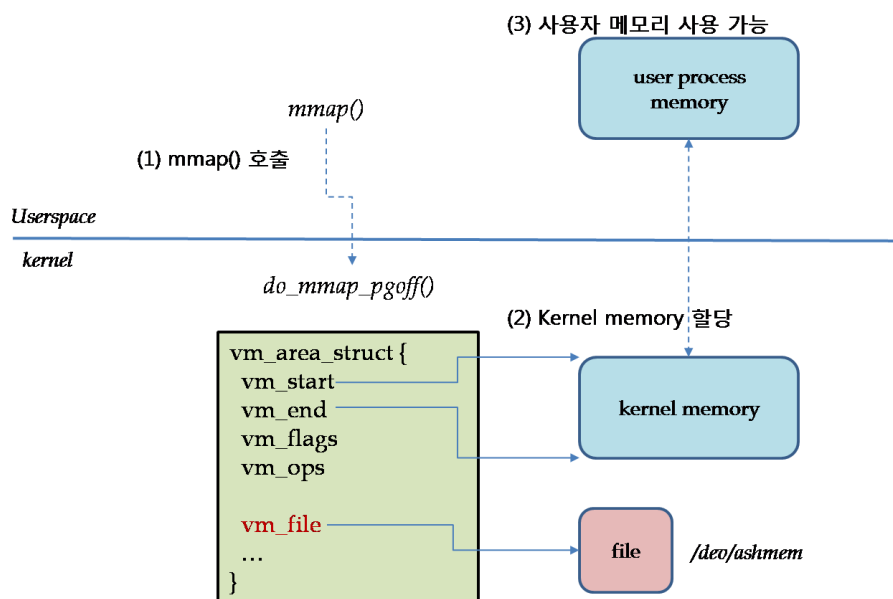 (3) 사용자 메모리 사용 가능
user process
memory
mmap()
(1) mmap() 호출
Userspace
kernel
do_mmap_pgoff()
(2) Kernel memory 할당
vm_area_struct {
vm_start
vm_end
vm_flags
vm_ops
vm_file
...
}
kernel memory
file
/dev/ashmem